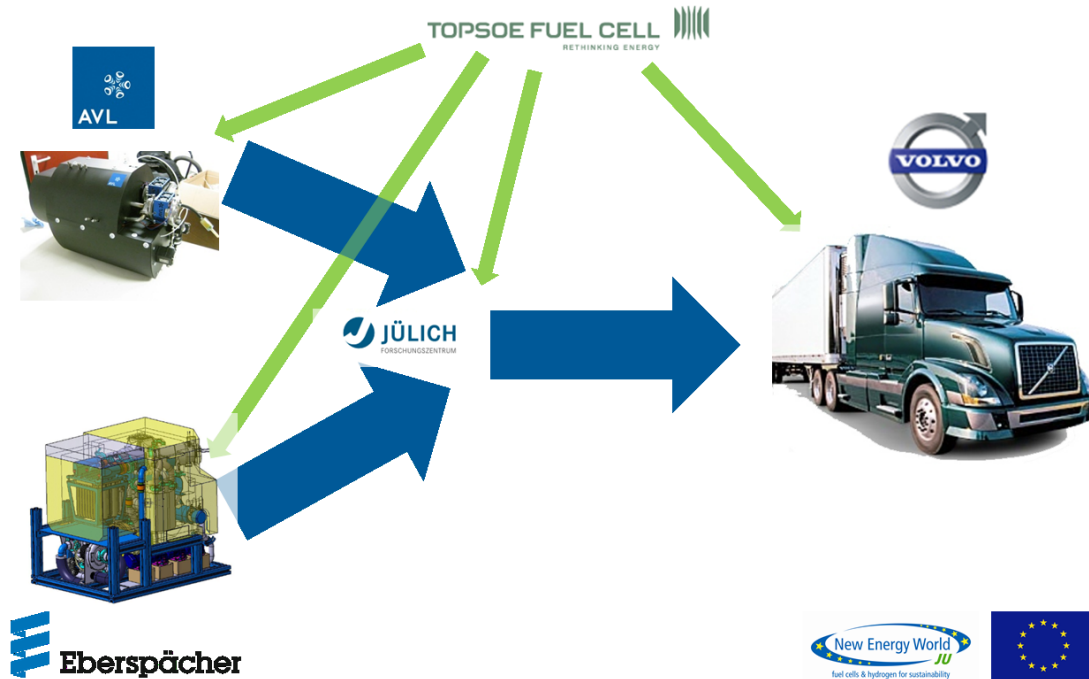 TOPSOE FUEL CELL
RETHINKING ENERGY
AVL
VOLVO
JÜLICH
FORSCHUNGSZENTRUM
Eberspächer
New Energy World
JU
fuel cells & hydrogen for sustainability